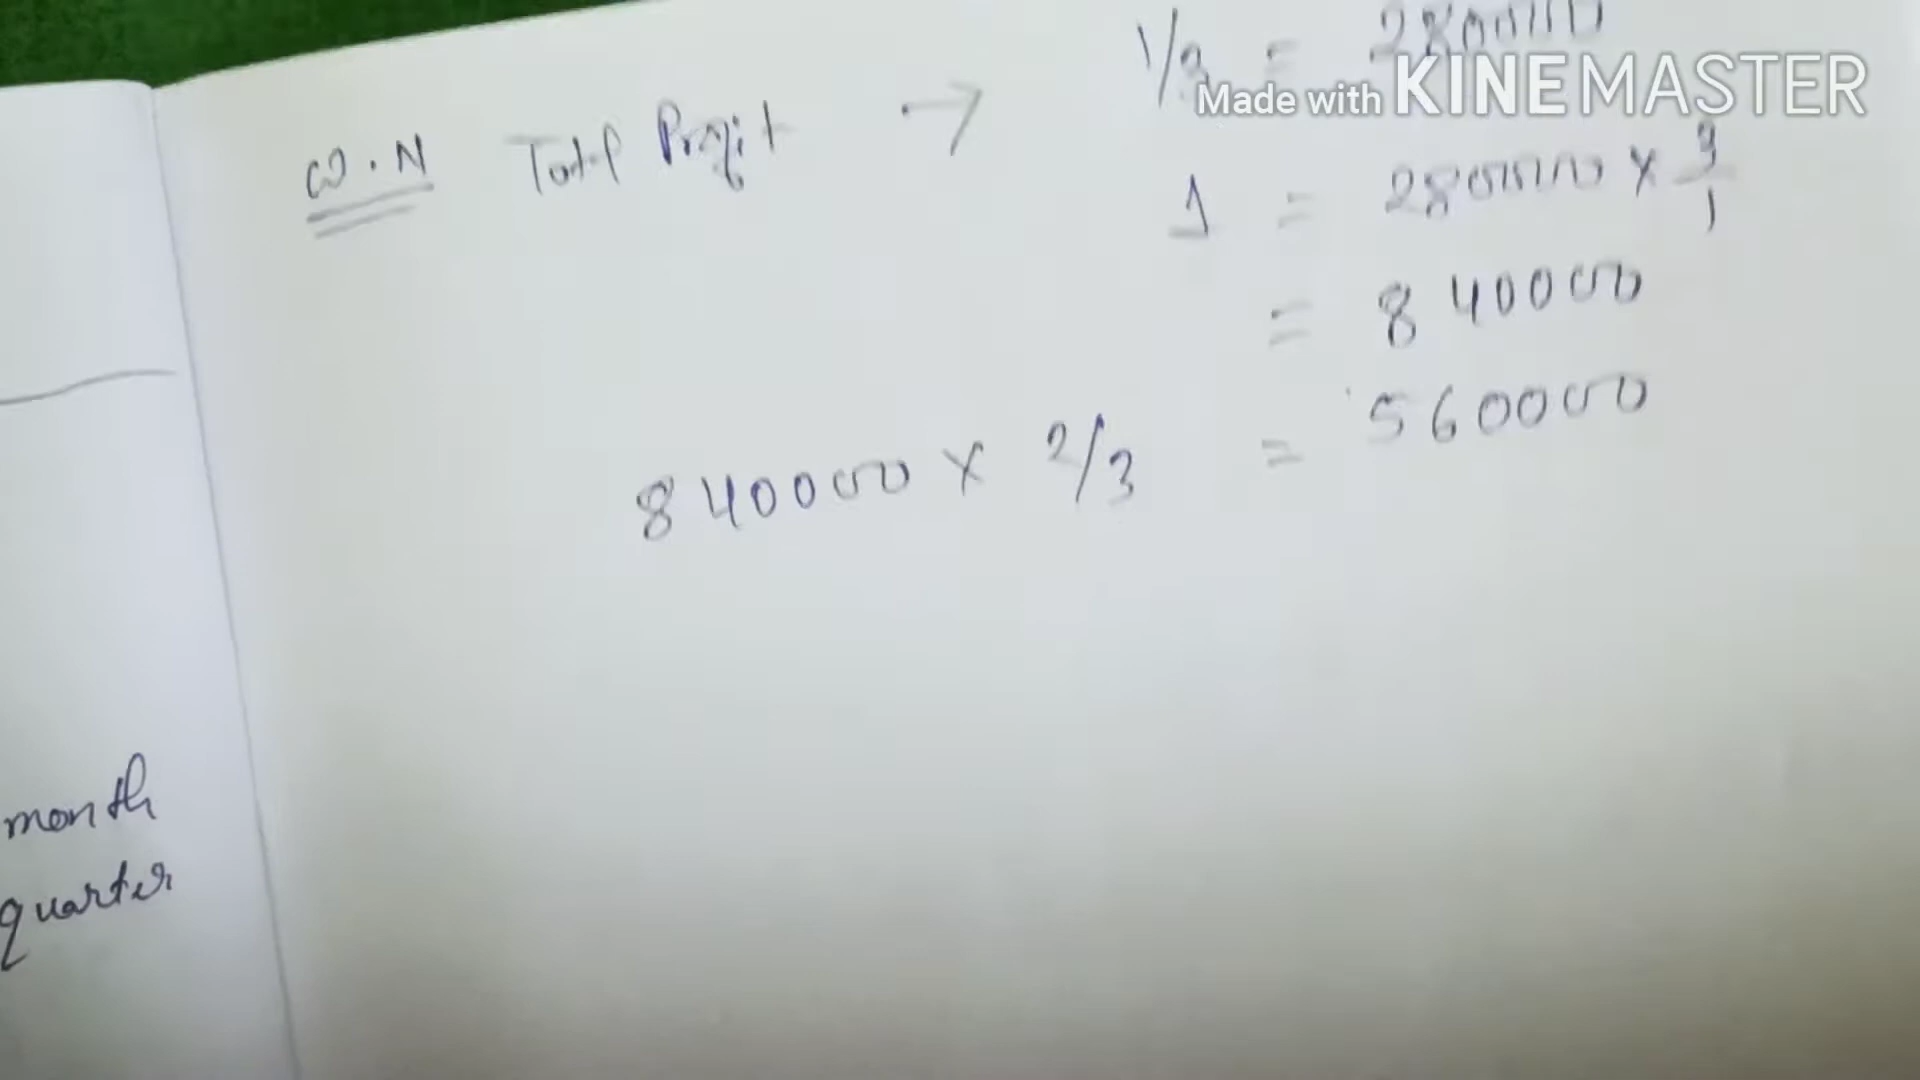 1/3 = 280000
Made with KINEMASTER
W.N Total Profit → 1 = 280000 × 3/1
= 840000
840000 × 2/3 = 560000
month
quarter